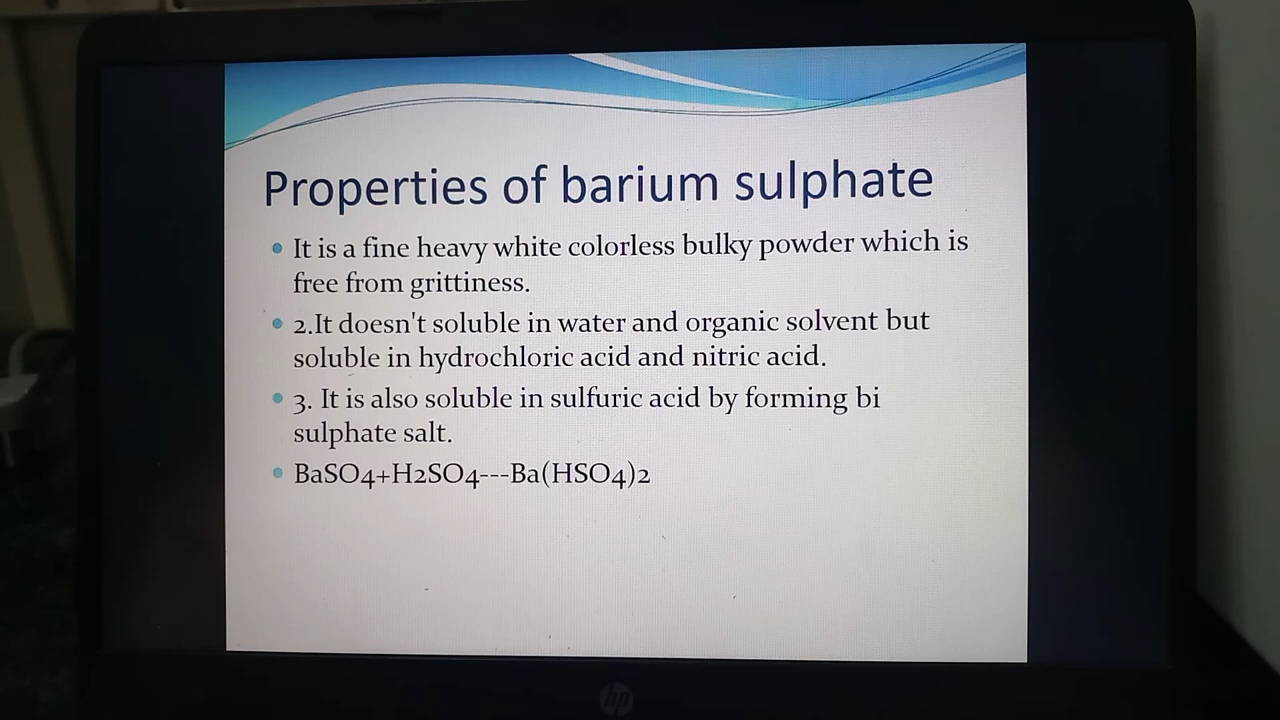 Properties of barium sulphate
It is a fine heavy white colorless bulky powder which is
free from grittiness.
2.It doesn't soluble in water and organic solvent but
soluble in hydrochloric acid and nitric acid.
3. It is also soluble in sulfuric acid by forming bi
sulphate salt.
BaSO4+H2SO4---Ba(HSO4)2
hp